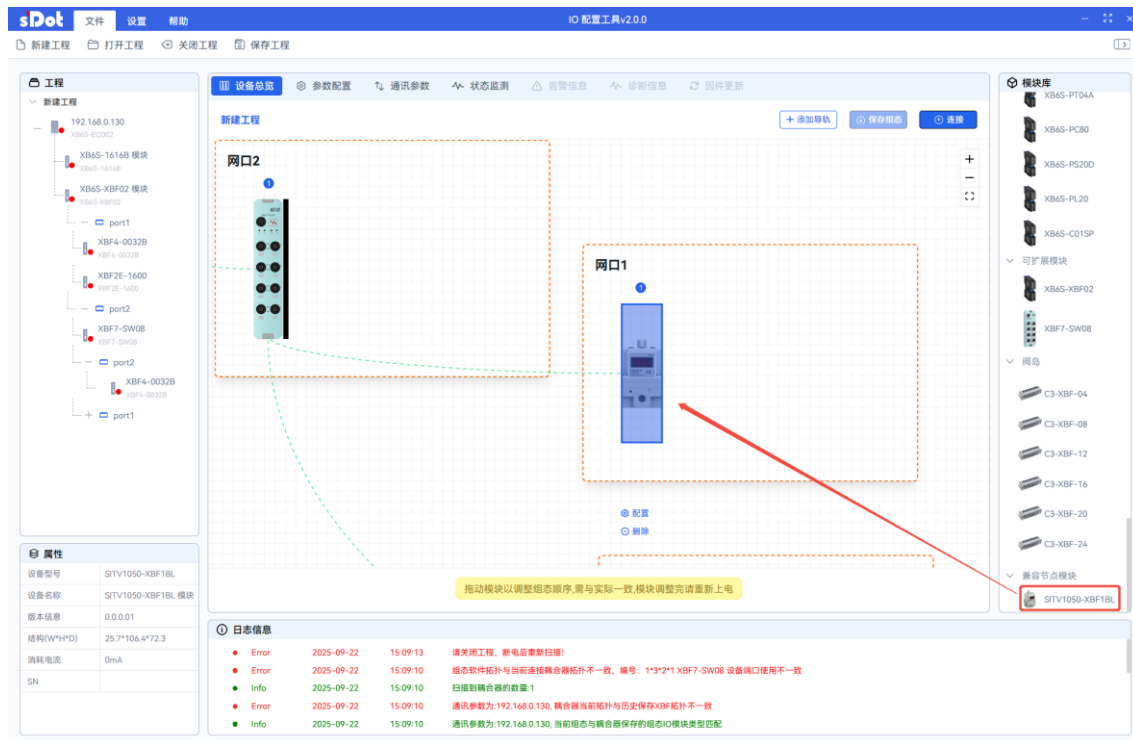 sDot 文件 设置 帮助 IO 配置工具v2.0.0
新建工程 打开工程 关闭工程 保存工程
工程
新建工程
192.168.0.130
XB6S-EI2002
XB6S-1616B 模块
XB6S-1616B
XB6S-XBF02 模块
XB6S-XBF02
port1
XBF4-0032B
XBF4-0032B
XBF2E-1600
XBF2E-1600
port2
XBF7-SW08
XBF7-SW08
port2
XBF4-0032B
XBF4-0032B
port1
属性
设备型号 SITV1050-XBF1BL
设备名称 SITV1050-XBF1BL 模块
版本信息 0.0.0.01
结构(W*H*D) 25.7*106.4*72.3
消耗电流 0mA
SN
设备总览 参数配置 通讯参数 状态监测 告警信息 诊断信息 固件更新
新建工程 添加导轨 保存组态 连接
网口2
1
网口1
1
配置
删除
拖动模块以调整组态顺序,需与实际一致,模块调整完请重新上电
日志信息
Error 2025-09-22 15:09:13 请关闭工程，断电后重新扫描!
Error 2025-09-22 15:09:10 组态软件拓扑与当前连接耦合器拓扑不一致，编号：1*3*2*1 XBF7-SW08 设备端口使用不一致
Info 2025-09-22 15:09:10 扫描到耦合器的数量:1
Error 2025-09-22 15:09:10 通讯参数为:192.168.0.130, 耦合器当前拓扑与历史保存XBF拓扑不一致
Info 2025-09-22 15:09:10 通讯参数为:192.168.0.130, 当前组态与耦合器保存的组态IO模块类型匹配
模块库
XB6S-PT04A
XB6S-PC80
XB6S-PS20D
XB6S-PL20
XB6S-C01SP
可扩展模块
XB6S-XBF02
XBF7-SW08
阀岛
C3-XBF-04
C3-XBF-08
C3-XBF-12
C3-XBF-16
C3-XBF-20
C3-XBF-24
兼容节点模块
SITV1050-XBF1BL